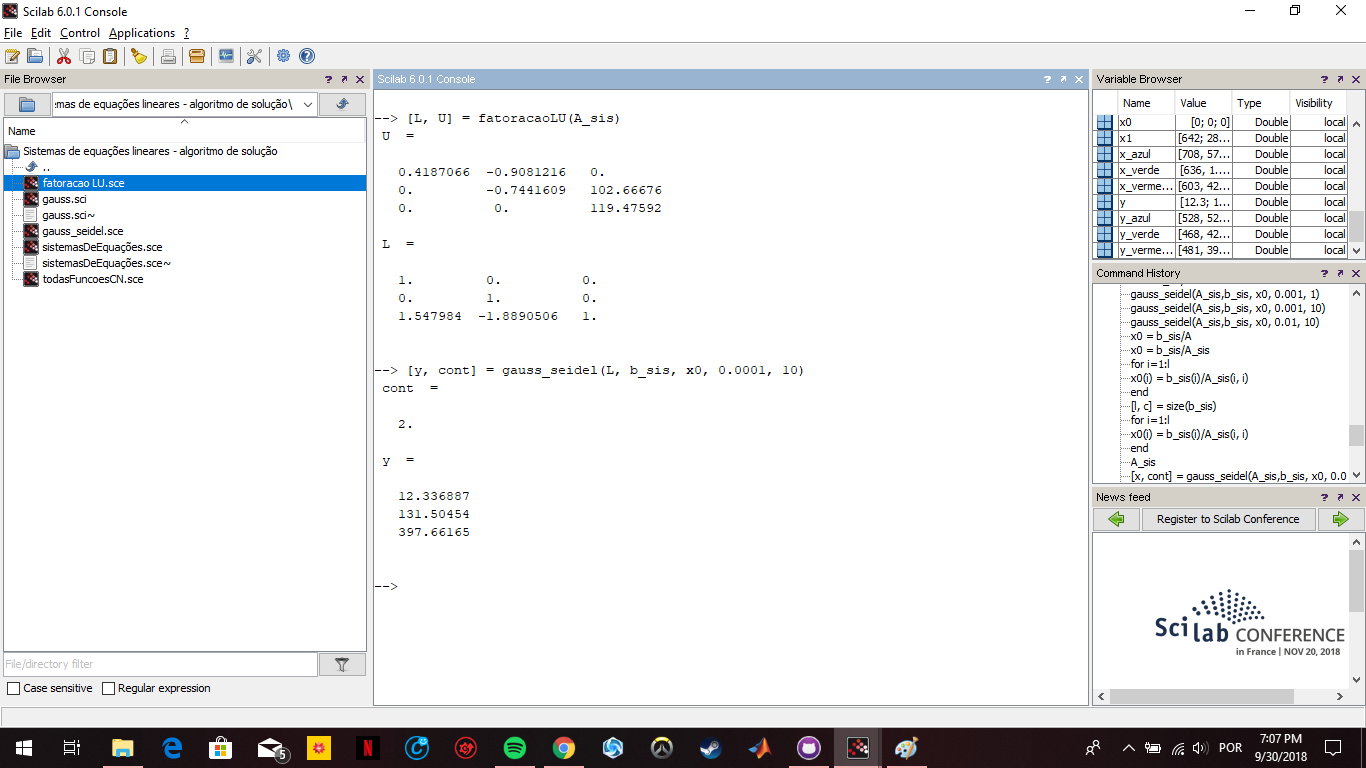 Scilab 6.0.1 Console
File Edit Control Applications ?
File Browser
:mas de equações lineares - algoritmo de solução\
Name
Sistemas de equações lineares - algoritmo de solução
..
fatoracao LU.sce
gauss.sci
gauss.sci~
gauss_seidel.sce
sistemasDeEquações.sce
sistemasDeEquações.sce~
todasFuncoesCN.sce
File/directory filter
Case sensitive Regular expression
Scilab 6.0.1 Console
--> [L, U] = fatoracaoLU(A_sis)
U =
0.4187066 -0.9081216 0.
0. -0.7441609 102.66676
0. 0. 119.47592
L =
1. 0. 0.
0. 1. 0.
1.547984 -1.8890506 1.
--> [y, cont] = gauss_seidel(L, b_sis, x0, 0.0001, 10)
cont =
2.
y =
12.336887
131.50454
397.66165
-->
Variable Browser
Name Value Type Visibility
x0 [0; 0; 0] Double local
x1 [642; 28... Double local
x_azul [708, 57... Double local
x_verde [636, 1.... Double local
x_verme... [603, 42... Double local
y [12.3; 1... Double local
y_azul [528, 52... Double local
y_verde [468, 42... Double local
y_verme... [481, 39... Double local
Command History
gauss_seidel(A_sis,b_sis, x0, 0.001, 1)
gauss_seidel(A_sis,b_sis, x0, 0.001, 10)
gauss_seidel(A_sis,b_sis, x0, 0.01, 10)
x0 = b_sis/A
x0 = b_sis/A_sis
for i=1:l
x0(i) = b_sis(i)/A_sis(i, i)
end
[l, c] = size(b_sis)
for i=1:l
x0(i) = b_sis(i)/A_sis(i, i)
end
A_sis
[x, cont] = gauss_seidel(A_sis,b_sis, x0, 0.0
News feed
Register to Scilab Conference
Scilab CONFERENCE
in France | NOV 20, 2018
5
POR
7:07 PM
9/30/2018